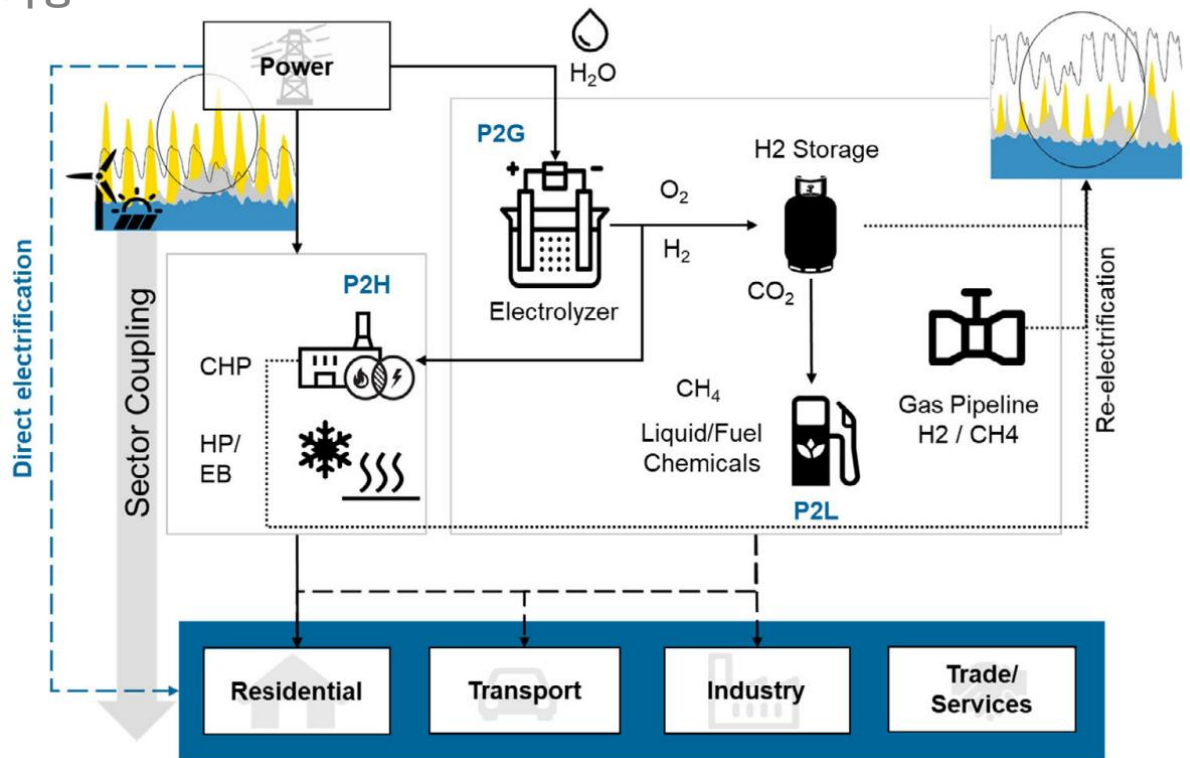 Power
H₂O
P2G
+
−
H2 Storage
O₂
H₂
Electrolyzer
CO₂
P2H
CHP
HP/
EB
CH₄
Liquid/Fuel
Chemicals
P2L
Gas Pipeline
H2 / CH4
Re-electrification
Direct electrification
Sector Coupling
Residential
Transport
Industry
Trade/
Services